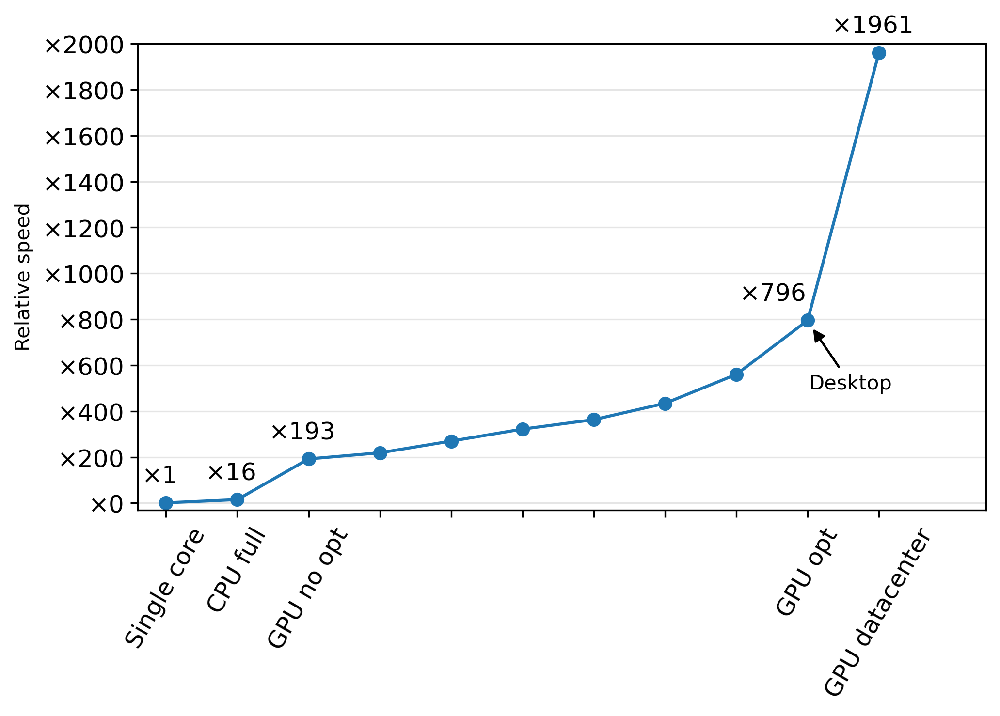 ×1961
×2000
×1800
×1600
×1400
×1200
×1000
×800
×600
×400
×200
×0
Relative speed
×796
Desktop
×193
×16
×1
Single core
CPU full
GPU no opt
GPU opt
GPU datacenter